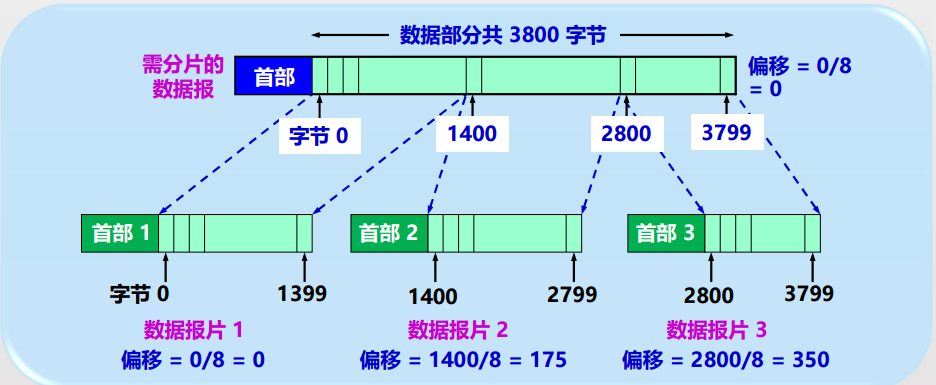 数据部分共 3800 字节
需分片的
数据报
首部
偏移 = 0/8
= 0
字节 0
1400
2800
3799
首部 1
首部 2
首部 3
字节 0
1399
1400
2799
2800
3799
数据报片 1
数据报片 2
数据报片 3
偏移 = 0/8 = 0
偏移 = 1400/8 = 175
偏移 = 2800/8 = 350